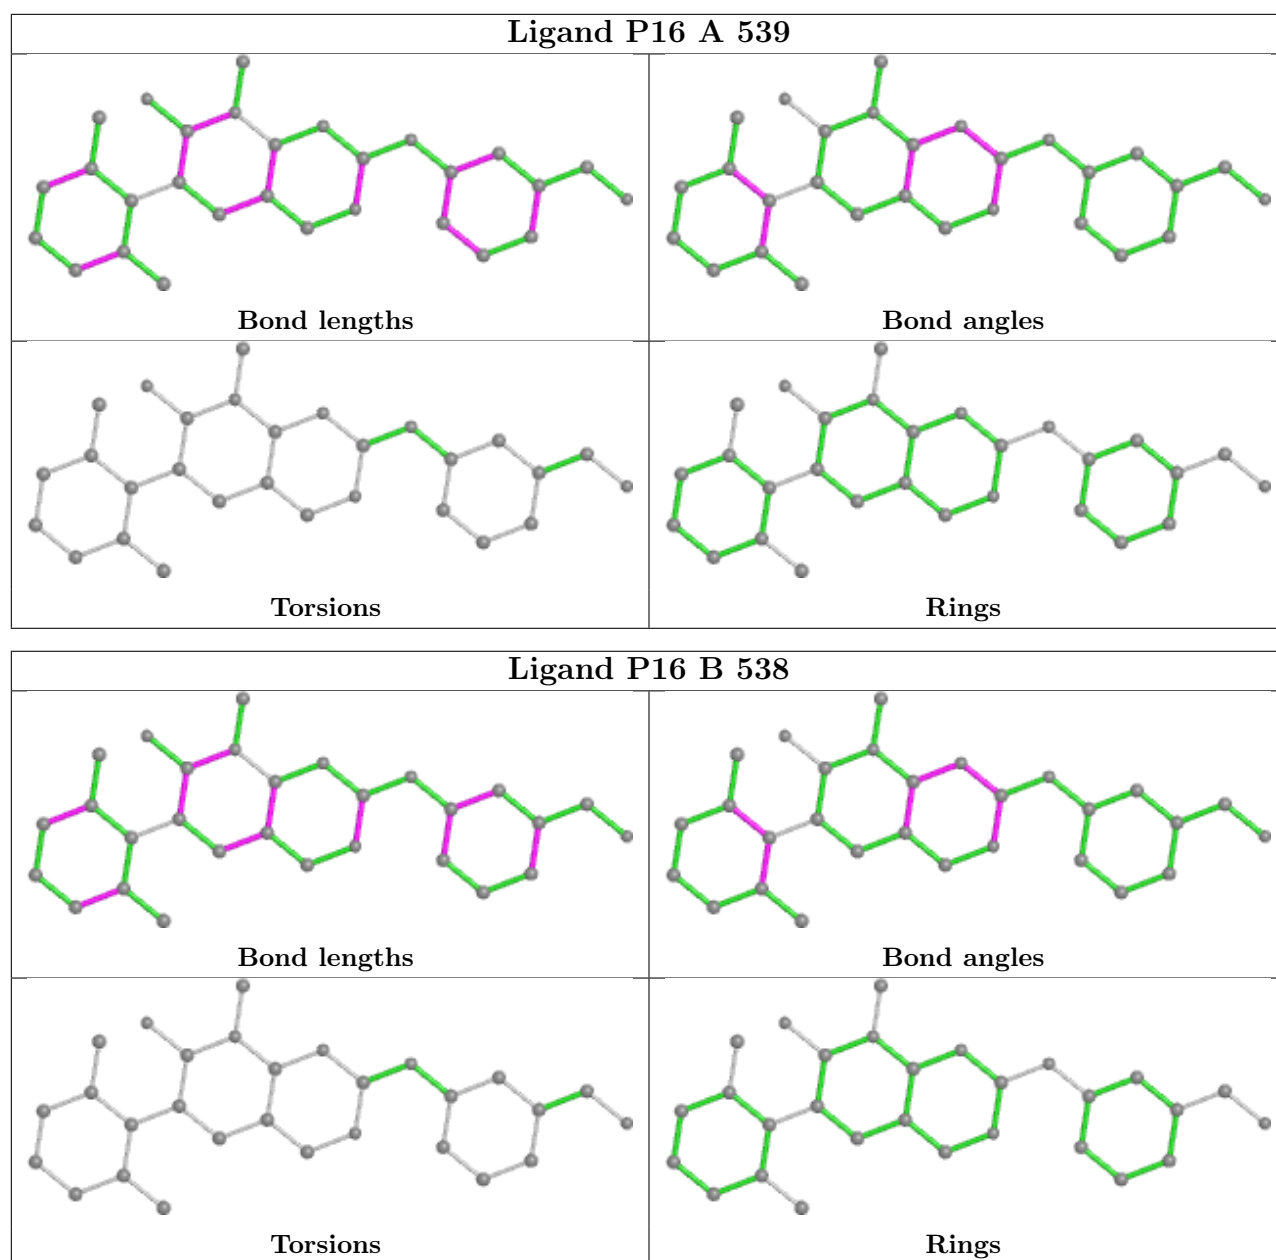 Ligand P16 A 539
Bond lengths
Bond angles
Torsions
Rings
Ligand P16 B 538
Bond lengths
Bond angles
Torsions
Rings